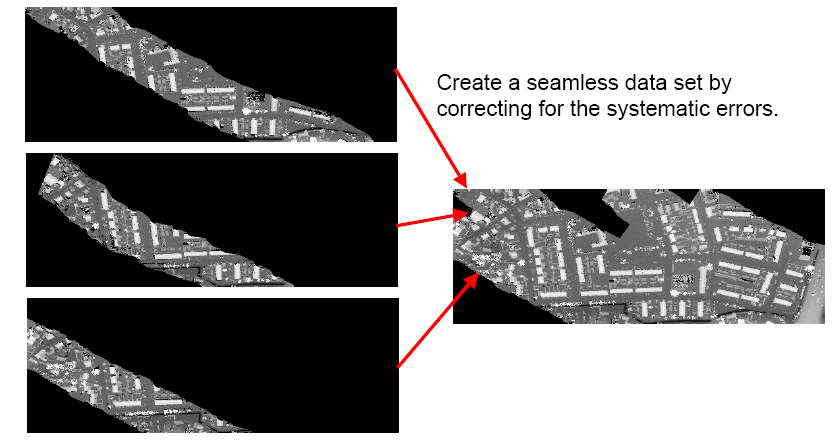 Create a seamless data set by
correcting for the systematic errors.